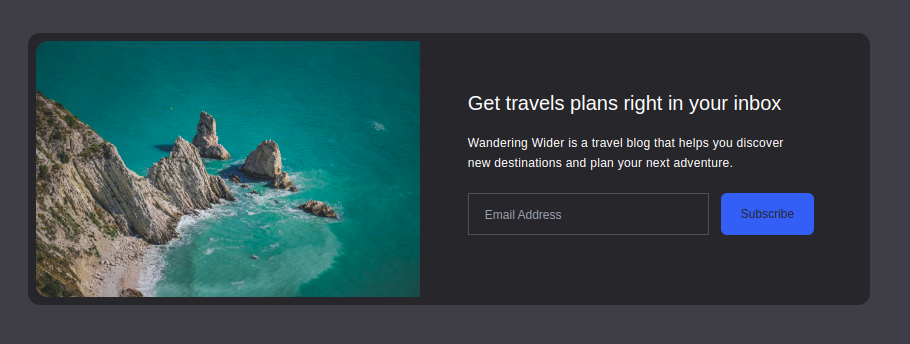 Get travels plans right in your inbox
Wandering Wider is a travel blog that helps you discover
new destinations and plan your next adventure.
Email Address
Subscribe